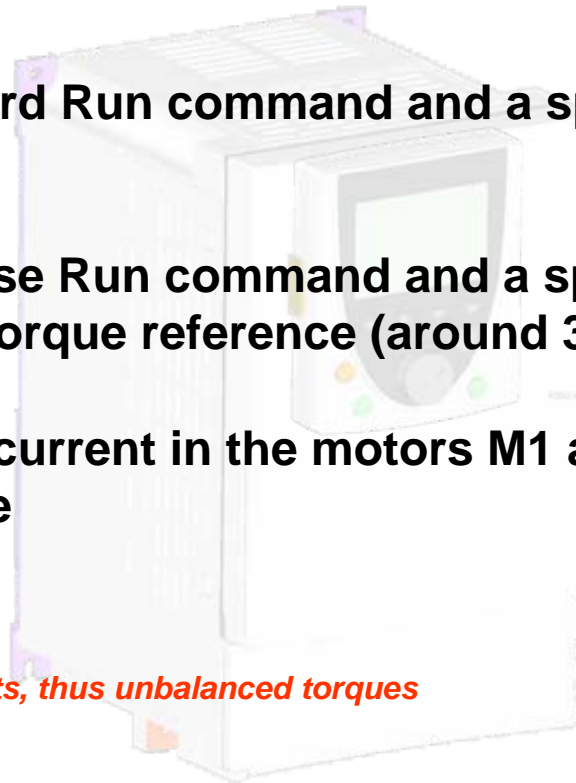 rd Run command and a sp
se Run command and a sp
orque reference (around 3
current in the motors M1 a
e
ts, thus unbalanced torques